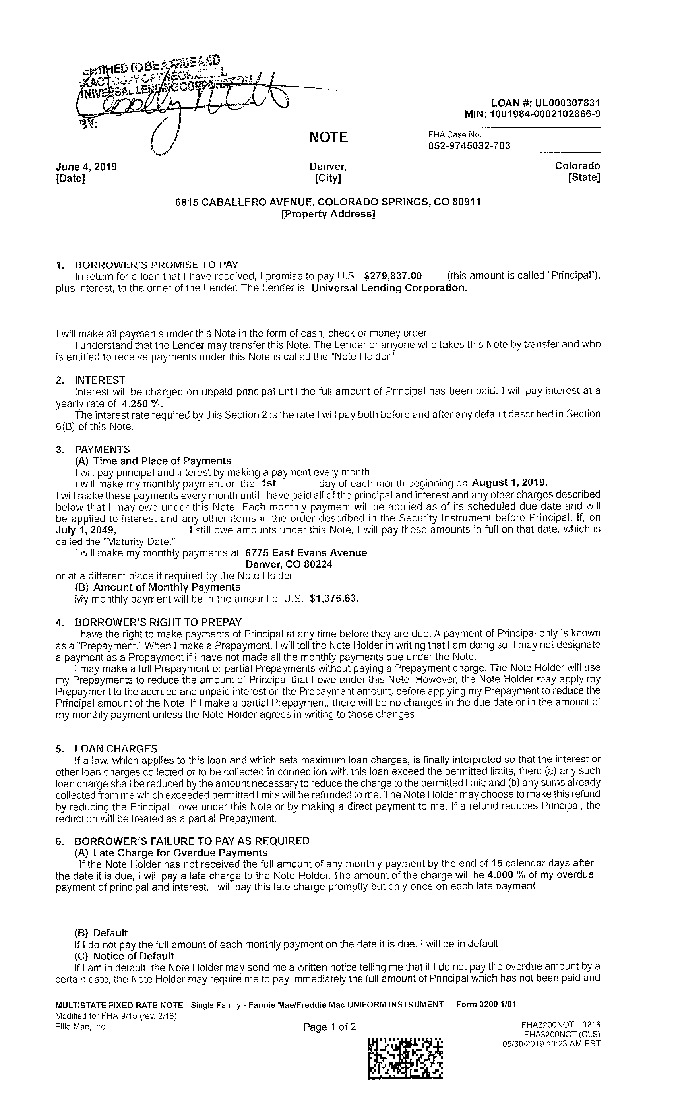 LOAN #: UL000307831
MIN: 1001984-0002102866-9
BY:
NOTE
FHA Case No.
052-9745032-703
June 4, 2019 Denver, Colorado
[Date] [City] [State]
6815 CABALLERO AVENUE, COLORADO SPRINGS, CO 80911
[Property Address]
1. BORROWER'S PROMISE TO PAY
In return for a loan that I have received, I promise to pay U.S. $279,837.00 (this amount is called "Principal"),
plus interest, to the order of the Lender. The Lender is Universal Lending Corporation.
I will make all payments under this Note in the form of cash, check or money order.
I understand that the Lender may transfer this Note. The Lender or anyone who takes this Note by transfer and who
is entitled to receive payments under this Note is called the "Note Holder."
2. INTEREST
Interest will be charged on unpaid principal until the full amount of Principal has been paid. I will pay interest at a
yearly rate of 4.250 %.
The interest rate required by this Section 2 is the rate I will pay both before and after any default described in Section
6(B) of this Note.
3. PAYMENTS
(A) Time and Place of Payments
I will pay principal and interest by making a payment every month.
I will make my monthly payment on the 1st day of each month beginning on August 1, 2019.
I will make these payments every month until I have paid all of the principal and interest and any other charges described
below that I may owe under this Note. Each monthly payment will be applied as of its scheduled due date and will
be applied to interest and any other items in the order described in the Security Instrument before Principal. If, on
July 1, 2049, I still owe amounts under this Note, I will pay those amounts in full on that date, which is
called the "Maturity Date."
I will make my monthly payments at 6775 East Evans Avenue
Denver, CO 80224
or at a different place if required by the Note Holder.
(B) Amount of Monthly Payments
My monthly payment will be in the amount of U.S. $1,376.63.
4. BORROWER'S RIGHT TO PREPAY
I have the right to make payments of Principal at any time before they are due. A payment of Principal only is known
as a "Prepayment." When I make a Prepayment, I will tell the Note Holder in writing that I am doing so. I may not designate
a payment as a Prepayment if I have not made all the monthly payments due under the Note.
I may make a full Prepayment or partial Prepayments without paying a Prepayment charge. The Note Holder will use
my Prepayments to reduce the amount of Principal that I owe under this Note. However, the Note Holder may apply my
Prepayment to the accrued and unpaid interest on the Prepayment amount, before applying my Prepayment to reduce the
Principal amount of the Note. If I make a partial Prepayment, there will be no changes in the due date or in the amount of
my monthly payment unless the Note Holder agrees in writing to those changes.
5. LOAN CHARGES
If a law, which applies to this loan and which sets maximum loan charges, is finally interpreted so that the interest or
other loan charges collected or to be collected in connection with this loan exceed the permitted limits, then: (a) any such
loan charge shall be reduced by the amount necessary to reduce the charge to the permitted limit; and (b) any sums already
collected from me which exceeded permitted limits will be refunded to me. The Note Holder may choose to make this refund
by reducing the Principal I owe under this Note or by making a direct payment to me. If a refund reduces Principal, the
reduction will be treated as a partial Prepayment.
6. BORROWER'S FAILURE TO PAY AS REQUIRED
(A) Late Charge for Overdue Payments
If the Note Holder has not received the full amount of any monthly payment by the end of 15 calendar days after
the date it is due, I will pay a late charge to the Note Holder. The amount of the charge will be 4.000 % of my overdue
payment of principal and interest. I will pay this late charge promptly but only once on each late payment.
(B) Default
If I do not pay the full amount of each monthly payment on the date it is due, I will be in default.
(C) Notice of Default
If I am in default, the Note Holder may send me a written notice telling me that if I do not pay the overdue amount by a
certain date, the Note Holder may require me to pay immediately the full amount of Principal which has not been paid and
MULTISTATE FIXED RATE NOTE - Single Family - Fannie Mae/Freddie Mac UNIFORM INSTRUMENT Form 3200 1/01
Modified for FHA 9/15 (rev. 2/16)
Ellie Mae, Inc. Page 1 of 2
FHA3200NOT 0216
FHA3200NOT (CLS)
05/30/2019 AM PST